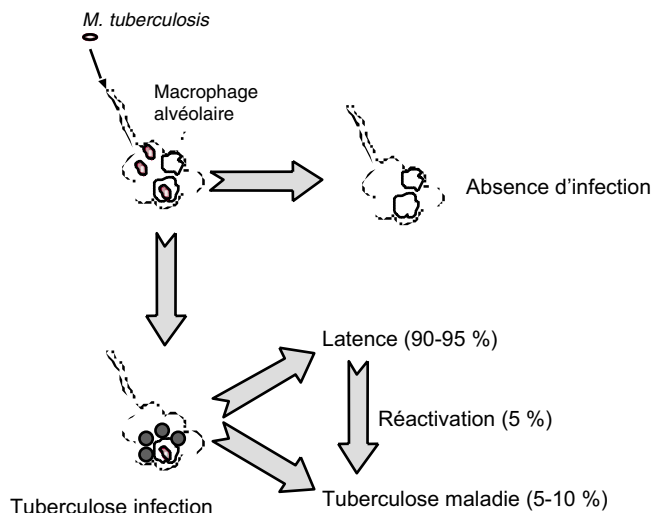 M. tuberculosis
Macrophage
alvéolaire
Absence d’infection
Latence (90-95 %)
Réactivation (5 %)
Tuberculose infection
Tuberculose maladie (5-10 %)